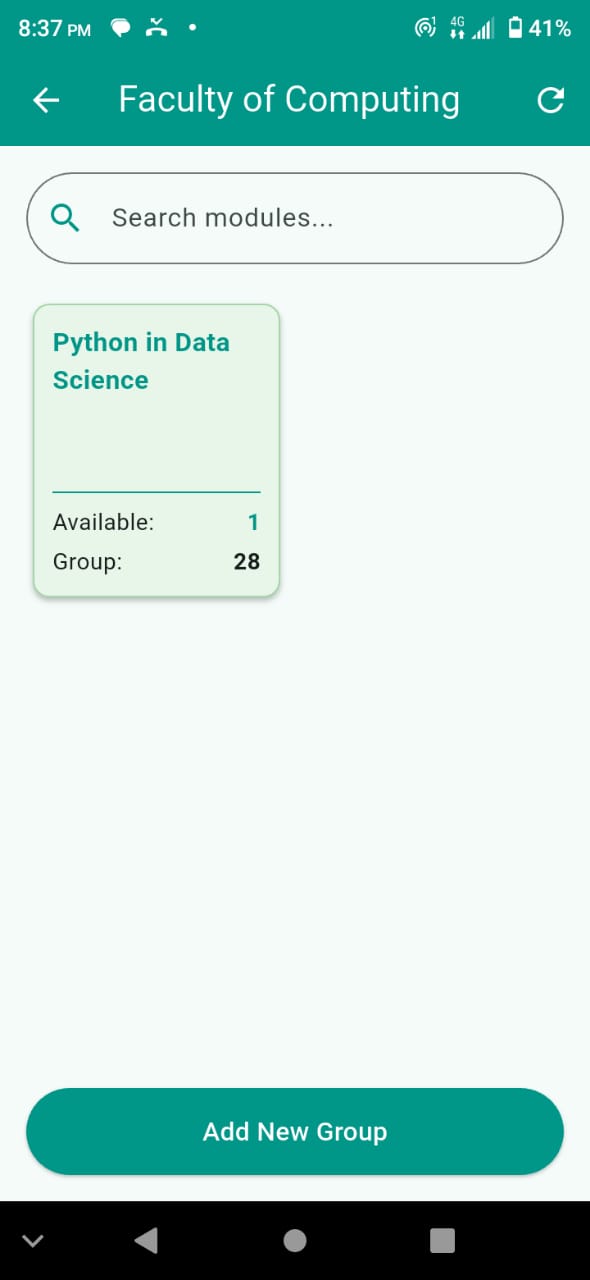 8:37 PM
1
4G
41%
Faculty of Computing
Search modules...
Python in Data
Science
Available: 1
Group: 28
Add New Group